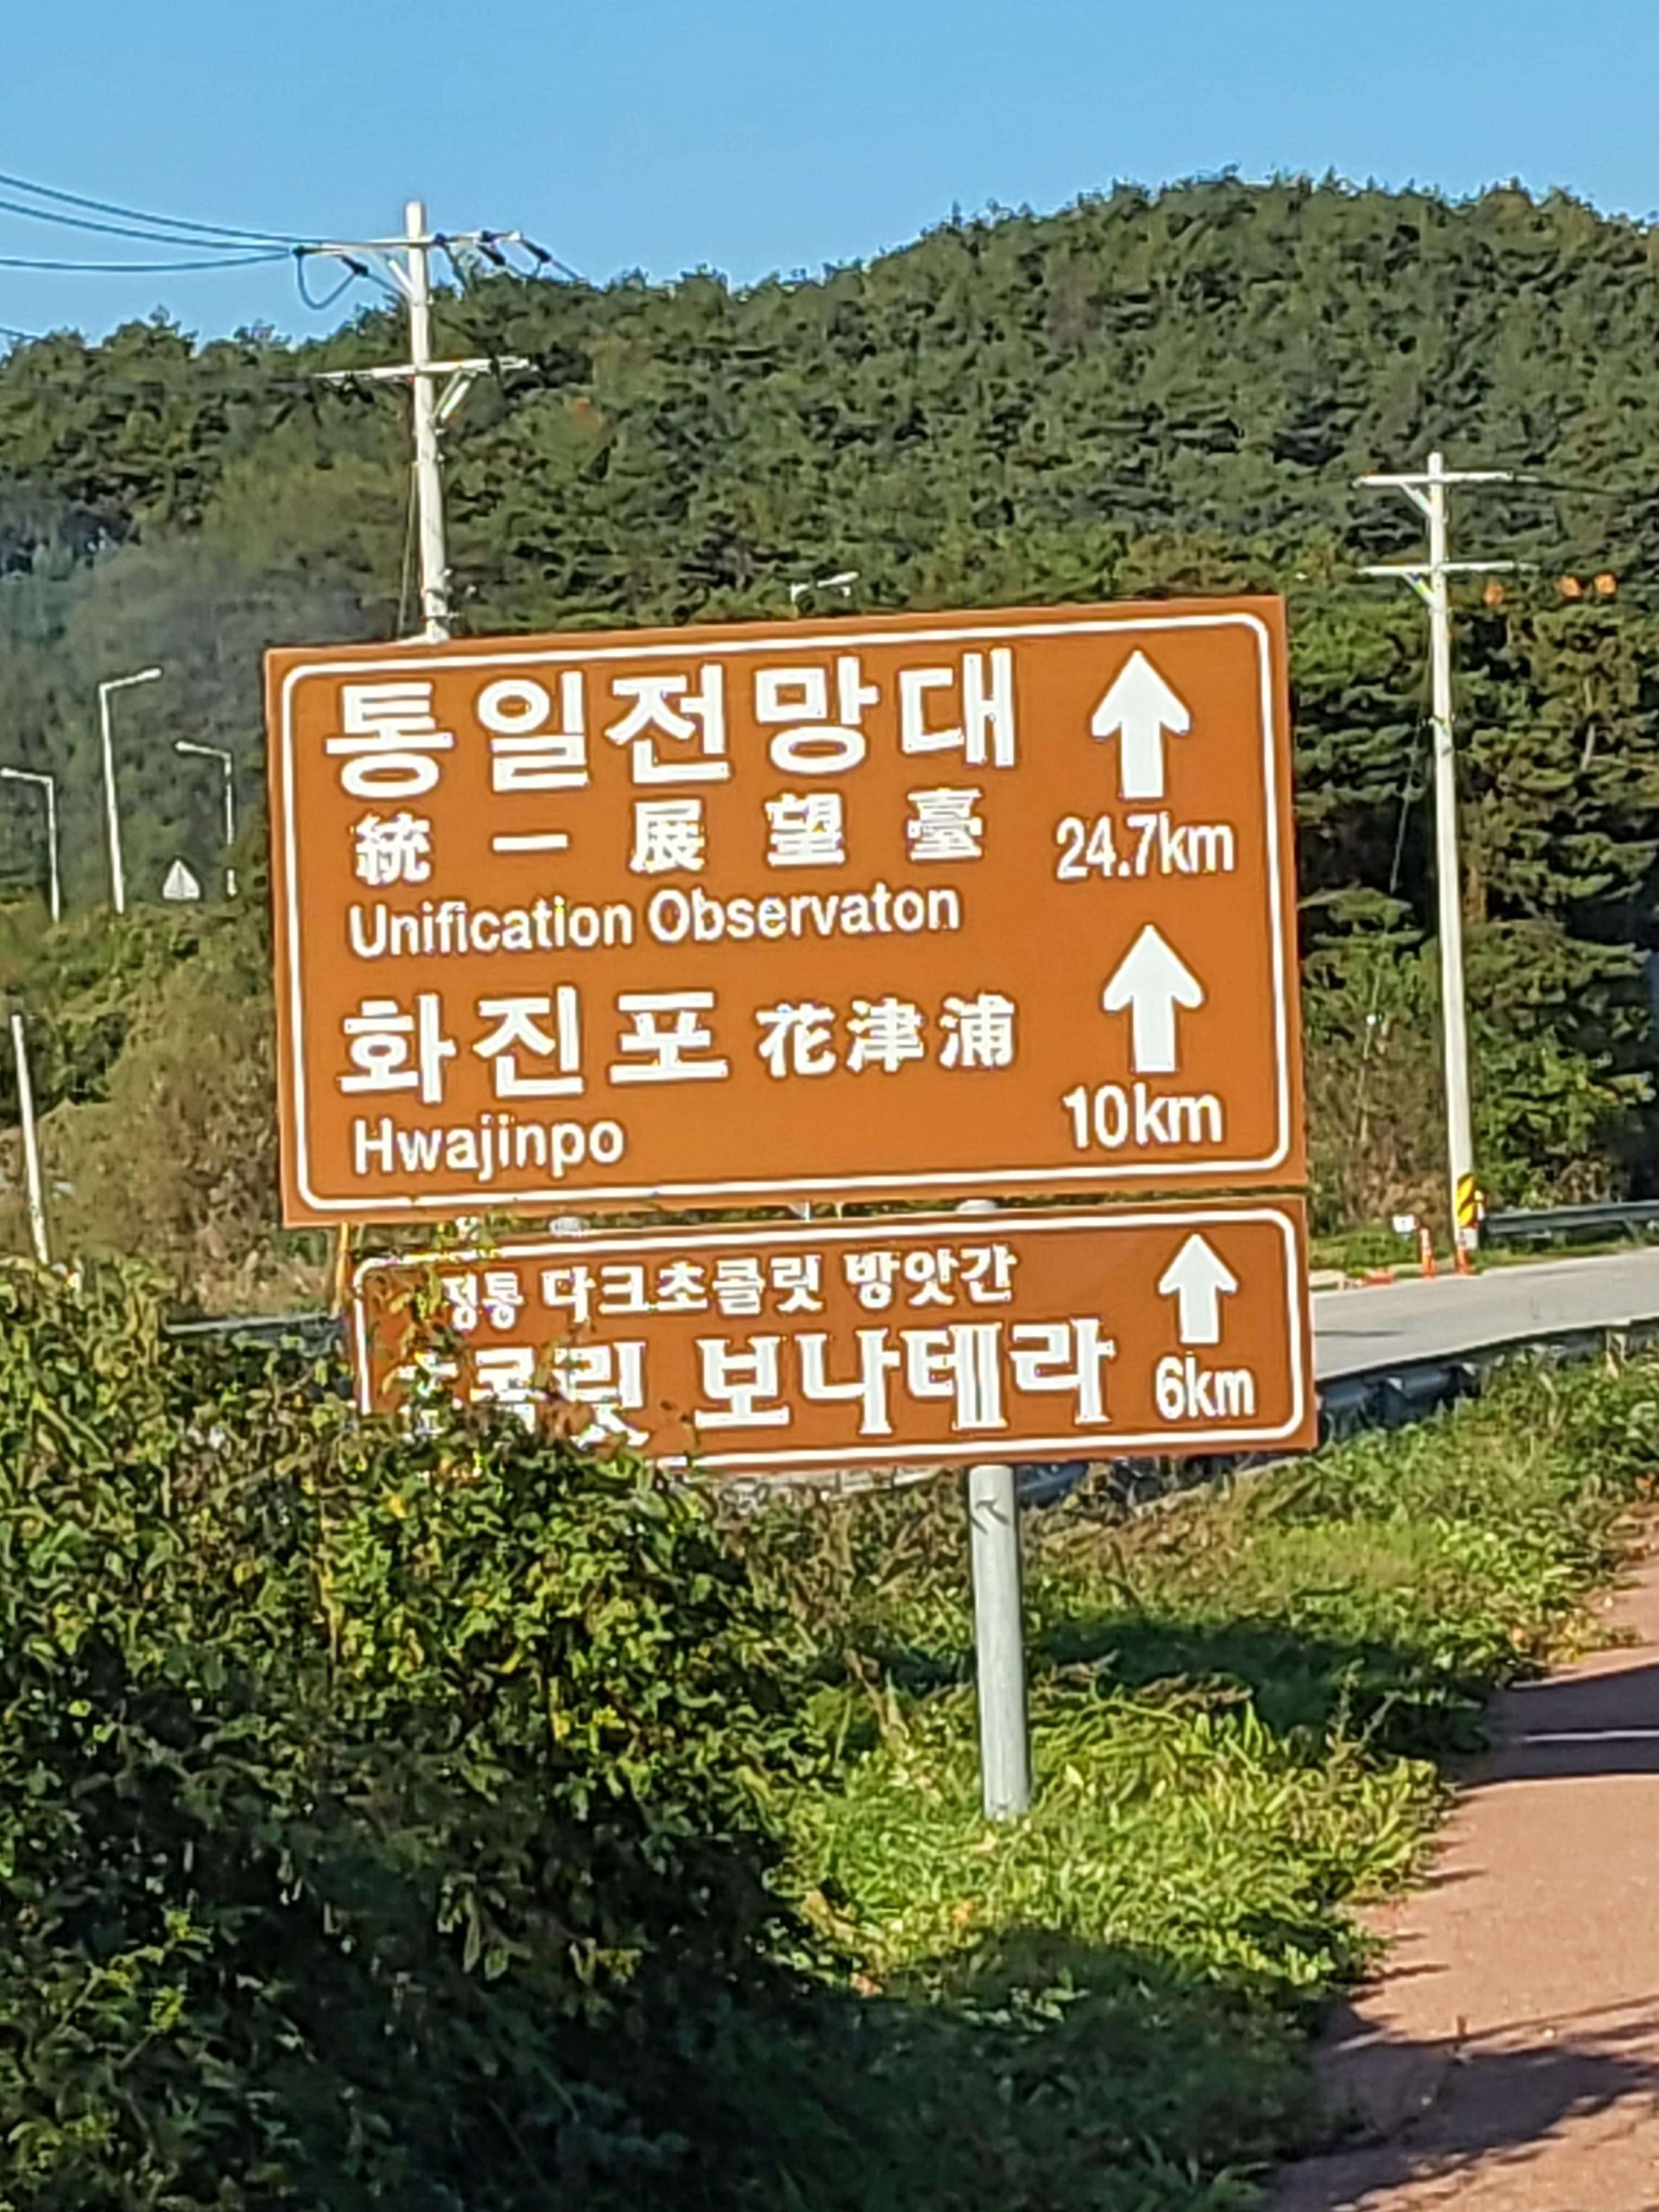 통일전망대
統一展望臺
24.7km
Unification Observaton
화진포 花津浦
Hwajinpo
10km
정통 다크초콜릿 방앗간
보나테라
6km